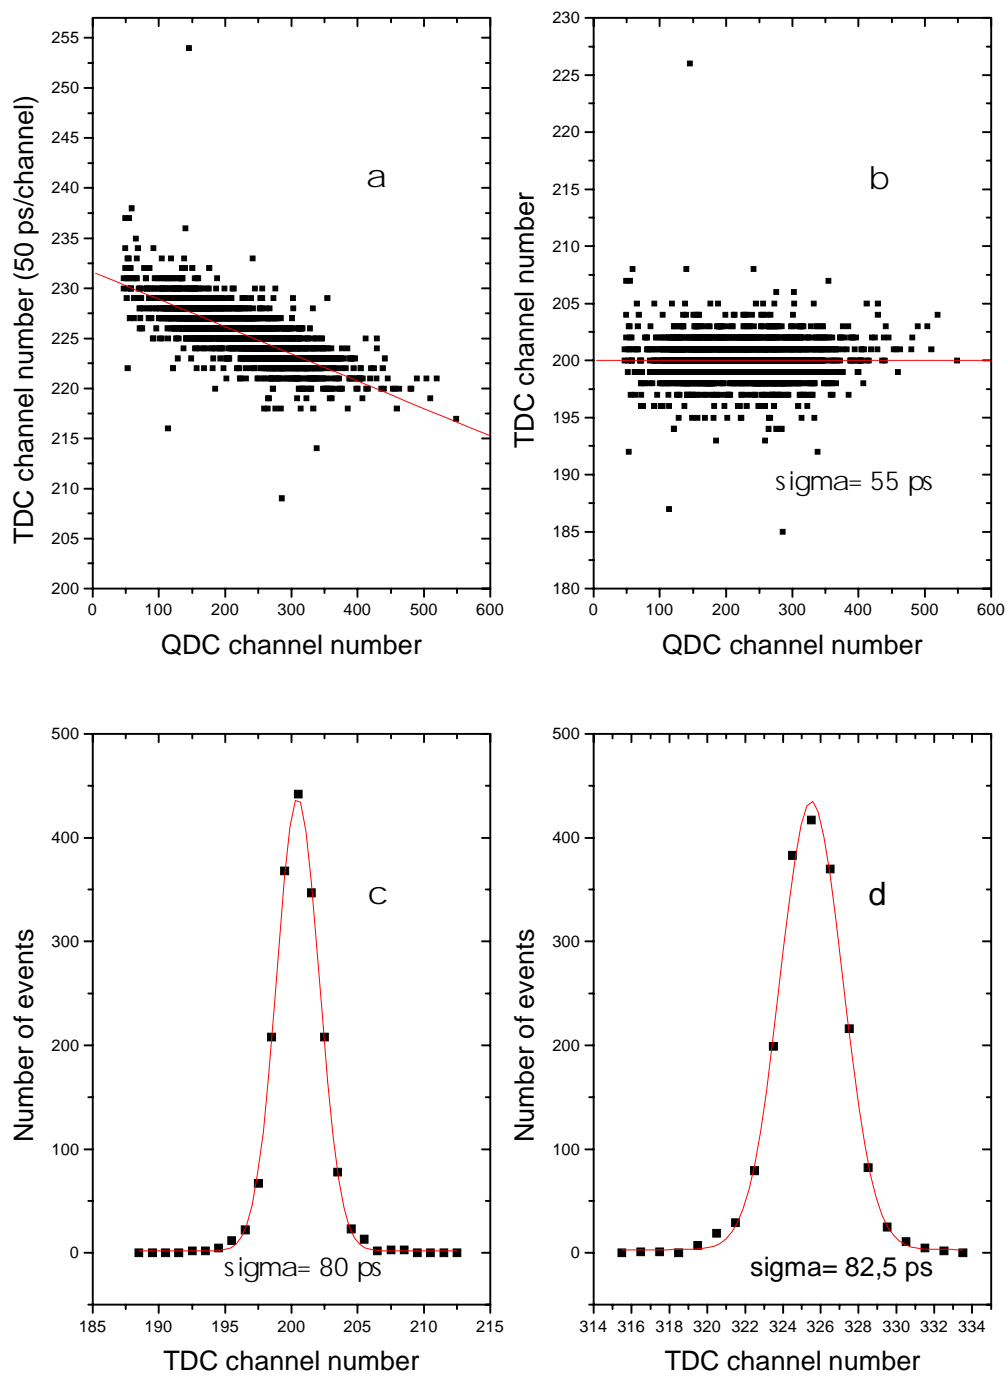 TDC channel number (50 ps/channel)
255
250
245
240
235
230
225
220
215
210
205
200
a
0 100 200 300 400 500 600
QDC channel number
TDC channel number
230
225
220
215
210
205
200
195
190
185
180
b
sigma= 55 ps
0 100 200 300 400 500 600
QDC channel number
Number of events
500
400
300
200
100
0
c
sigma= 80 ps
185 190 195 200 205 210 215
TDC channel number
Number of events
500
400
300
200
100
0
d
sigma= 82,5 ps
314 316 318 320 322 324 326 328 330 332 334
TDC channel number